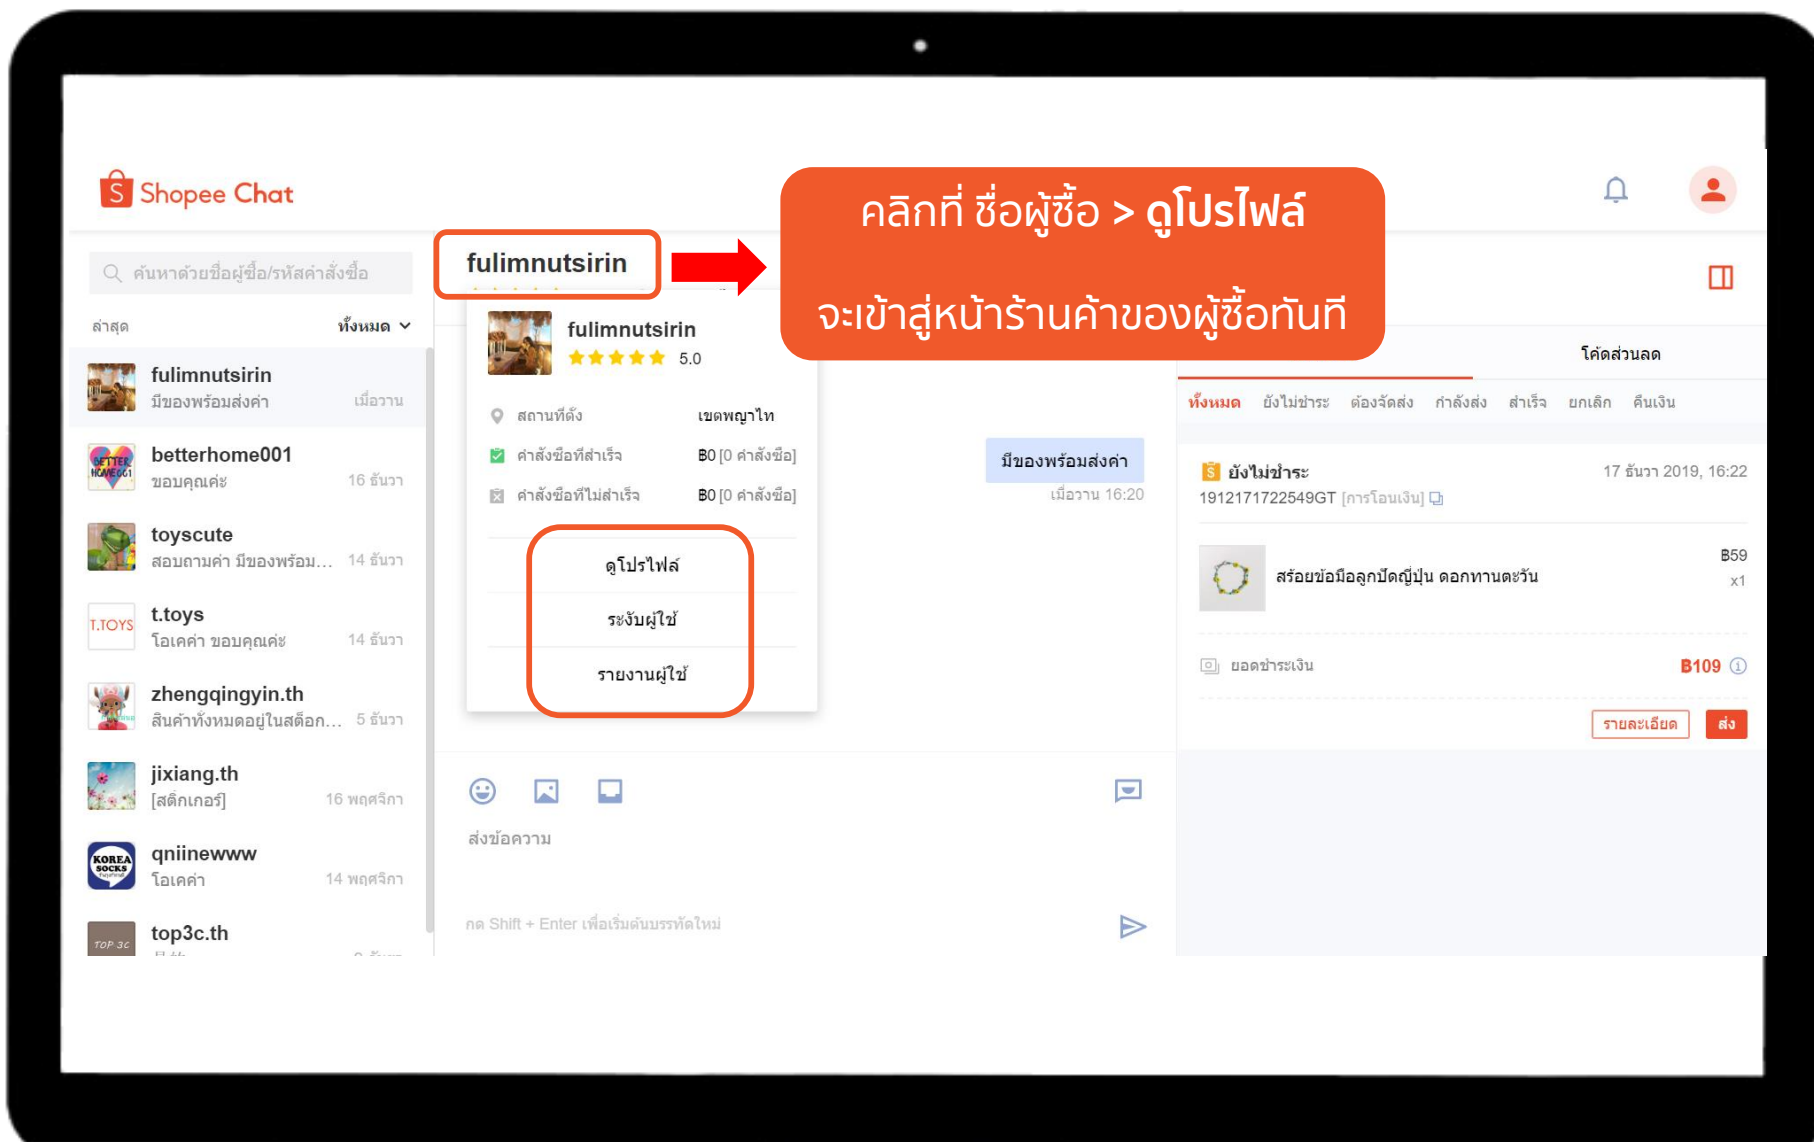 Shopee Chat
คลิกที่ ชื่อผู้ซื้อ > ดูโปรไฟล์
จะเข้าสู่หน้าร้านค้าของผู้ซื้อทันที
ค้นหาด้วยชื่อผู้ซื้อ/รหัสคำสั่งซื้อ
ล่าสุด
ทั้งหมด
fulimnutsirin
มีของพร้อมส่งค่า
เมื่อวาน
betterhome001
ขอบคุณค่ะ
16 ธันวา
BETTER
HOME001
toyscute
สอบถามค่า มีของพร้อม...
14 ธันวา
T.TOYS
t.toys
โอเคค่า ขอบคุณค่ะ
14 ธันวา
zhengqingyin.th
สินค้าทั้งหมดอยู่ในสต็อก...
5 ธันวา
jixiang.th
[สติ๊กเกอร์]
16 พฤศจิกา
KOREA
SOCKS
qniinewww
โอเคค่า
14 พฤศจิกา
TOP 3C
top3c.th
fulimnutsirin
fulimnutsirin
5.0
สถานที่ตั้ง
เขตพญาไท
คำสั่งซื้อที่สำเร็จ
฿0 [0 คำสั่งซื้อ]
คำสั่งซื้อที่ไม่สำเร็จ
฿0 [0 คำสั่งซื้อ]
ดูโปรไฟล์
ระงับผู้ใช้
รายงานผู้ใช้
มีของพร้อมส่งค่า
เมื่อวาน 16:20
ส่งข้อความ
กด Shift + Enter เพื่อเริ่มต้นบรรทัดใหม่
โค้ดส่วนลด
ทั้งหมด ยังไม่ชำระ ต้องจัดส่ง กำลังส่ง สำเร็จ ยกเลิก คืนเงิน
ยังไม่ชำระ
17 ธันวา 2019, 16:22
1912171722549GT [การโอนเงิน]
สร้อยข้อมือลูกปัดญี่ปุ่น ดอกทานตะวัน
฿59
x1
ยอดชำระเงิน
฿109
รายละเอียด
ส่ง